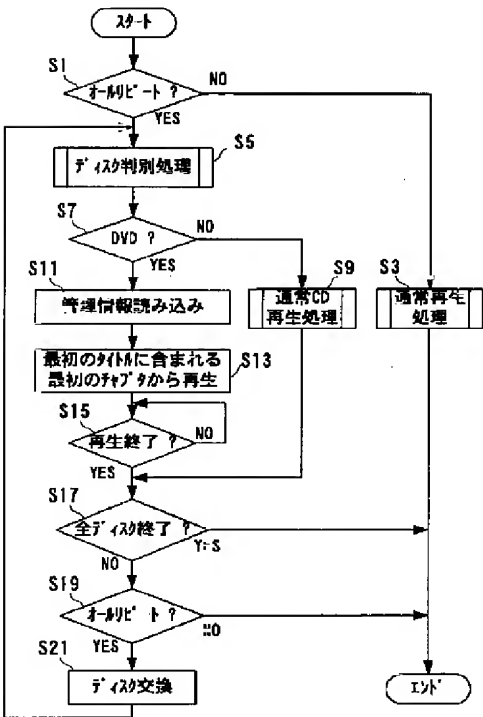 スタート
S1
オールリピート ?
NO
YES
S5
ディスク判別処理
S7
DVD ?
NO
YES
S11
管理情報読み込み
S9
通常CD
再生処理
S3
通常再生
処理
最初のタイトルに含まれる
最初のチャプタから再生
S13
S15
再生終了 ?
NO
YES
S17
全ディスク終了 ?
YES
NO
S19
オールリピート ?
NO
YES
S21
ディスク交換
エンド